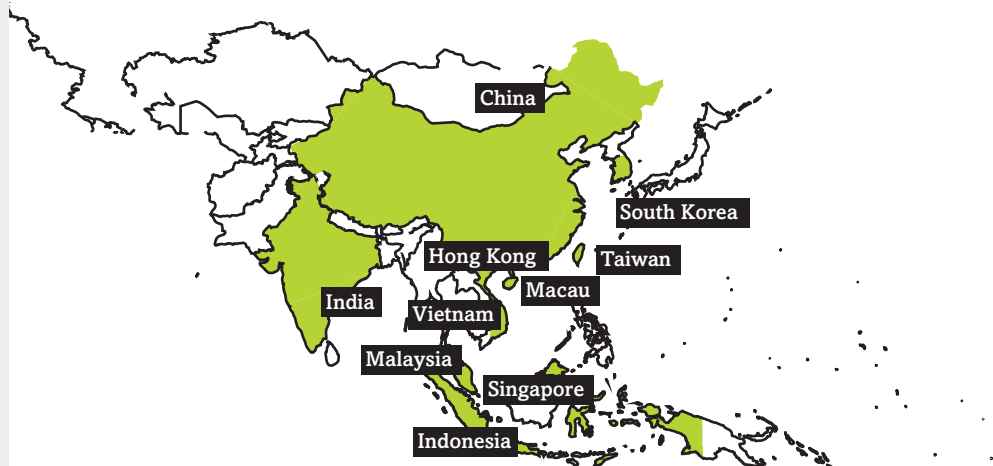 China
South Korea
Hong Kong
Taiwan
Macau
India
Vietnam
Malaysia
Singapore
Indonesia